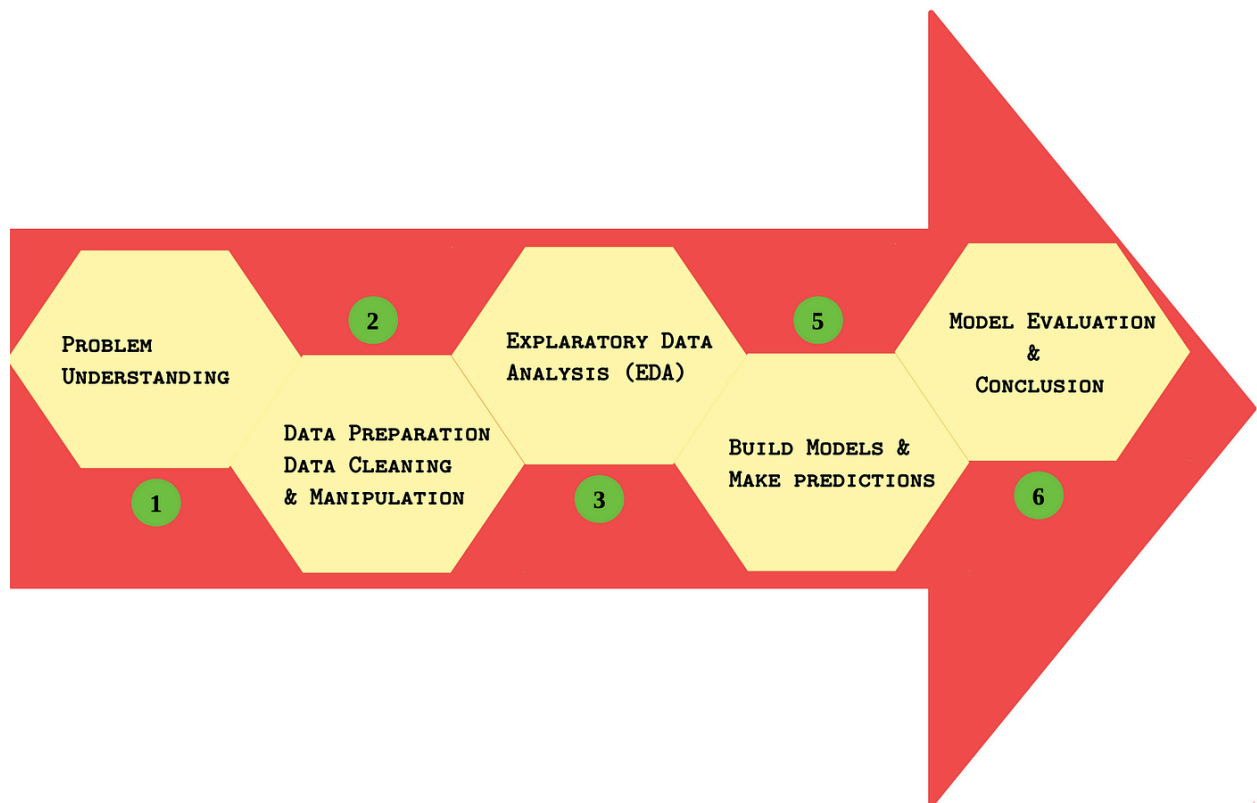 Problem
Understanding
1
2
Data Preparation
Data Cleaning
& Manipulation
Explaratory Data
Analysis (EDA)
3
5
Build Models &
Make predictions
Model Evaluation
&
Conclusion
6